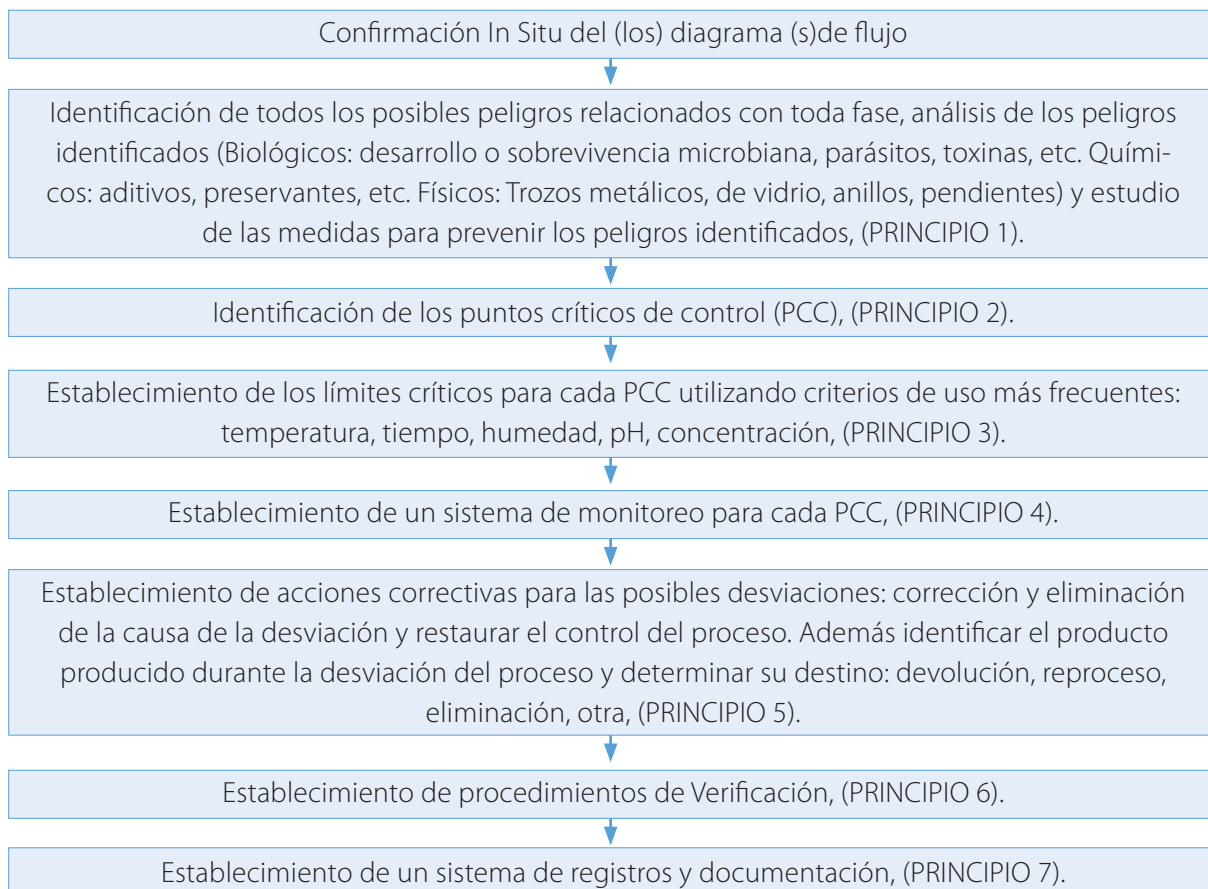 Confirmación In Situ del (los) diagrama (s)de flujo
Identificación de todos los posibles peligros relacionados con toda fase, análisis de los peligros
identificados (Biológicos: desarrollo o sobrevivencia microbiana, parásitos, toxinas, etc. Quími-
cos: aditivos, preservantes, etc. Físicos: Trozos metálicos, de vidrio, anillos, pendientes) y estudio
de las medidas para prevenir los peligros identificados, (PRINCIPIO 1).
Identificación de los puntos críticos de control (PCC), (PRINCIPIO 2).
Establecimiento de los límites críticos para cada PCC utilizando criterios de uso más frecuentes:
temperatura, tiempo, humedad, pH, concentración, (PRINCIPIO 3).
Establecimiento de un sistema de monitoreo para cada PCC, (PRINCIPIO 4).
Establecimiento de acciones correctivas para las posibles desviaciones: corrección y eliminación
de la causa de la desviación y restaurar el control del proceso. Además identificar el producto
producido durante la desviación del proceso y determinar su destino: devolución, reproceso,
eliminación, otra, (PRINCIPIO 5).
Establecimiento de procedimientos de Verificación, (PRINCIPIO 6).
Establecimiento de un sistema de registros y documentación, (PRINCIPIO 7).